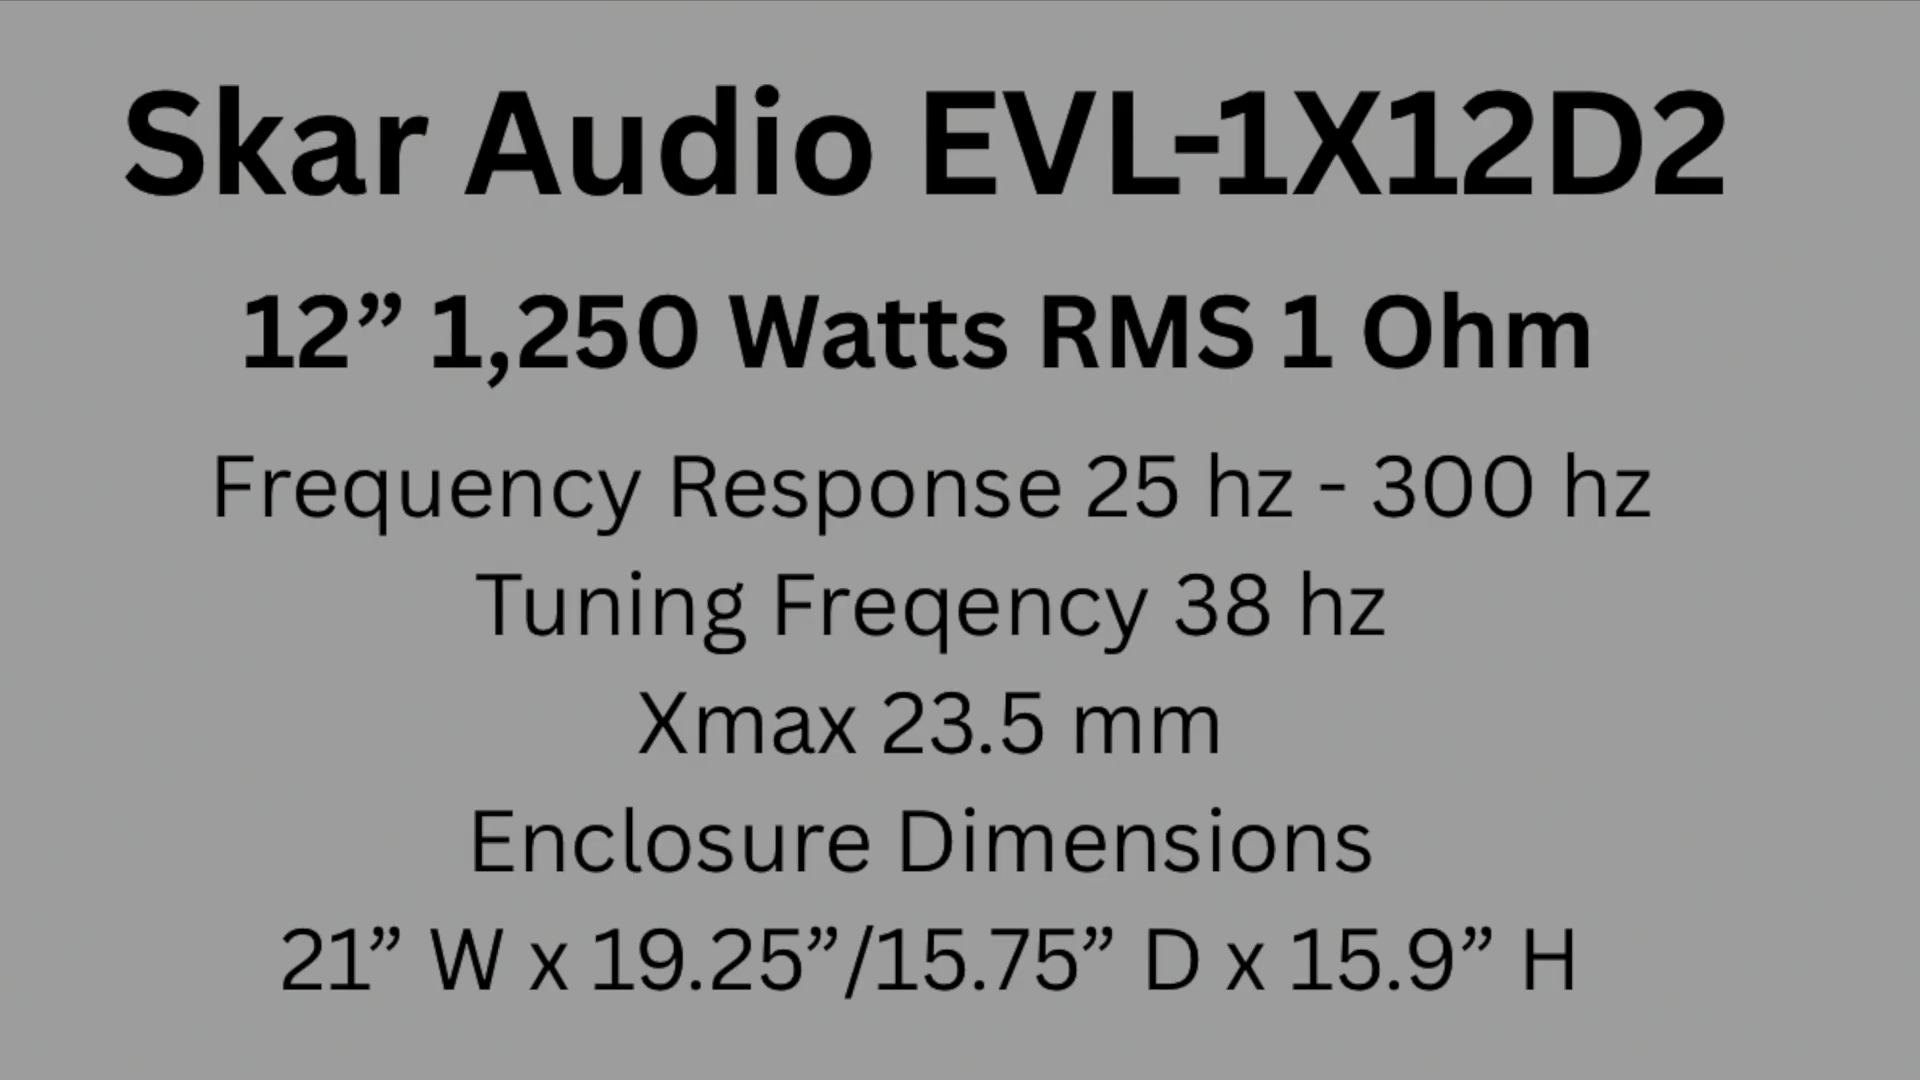 Skar Audio EVL-1X12D2
12” 1,250 Watts RMS 1 Ohm
Frequency Response 25 hz - 300 hz
Tuning Freqency 38 hz
Xmax 23.5 mm
Enclosure Dimensions
21” W x 19.25”/15.75” D x 15.9” H